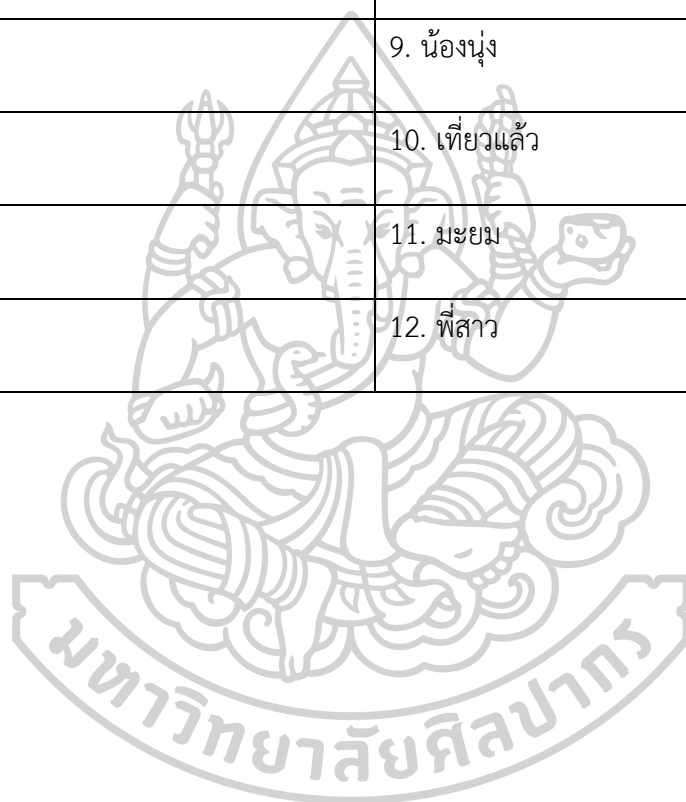 9. น้องนุ่ง
10. เที่ยวแล้ว
11. มะยม
12. พี่สาว
มหาวิทยาลัยศิลปากร